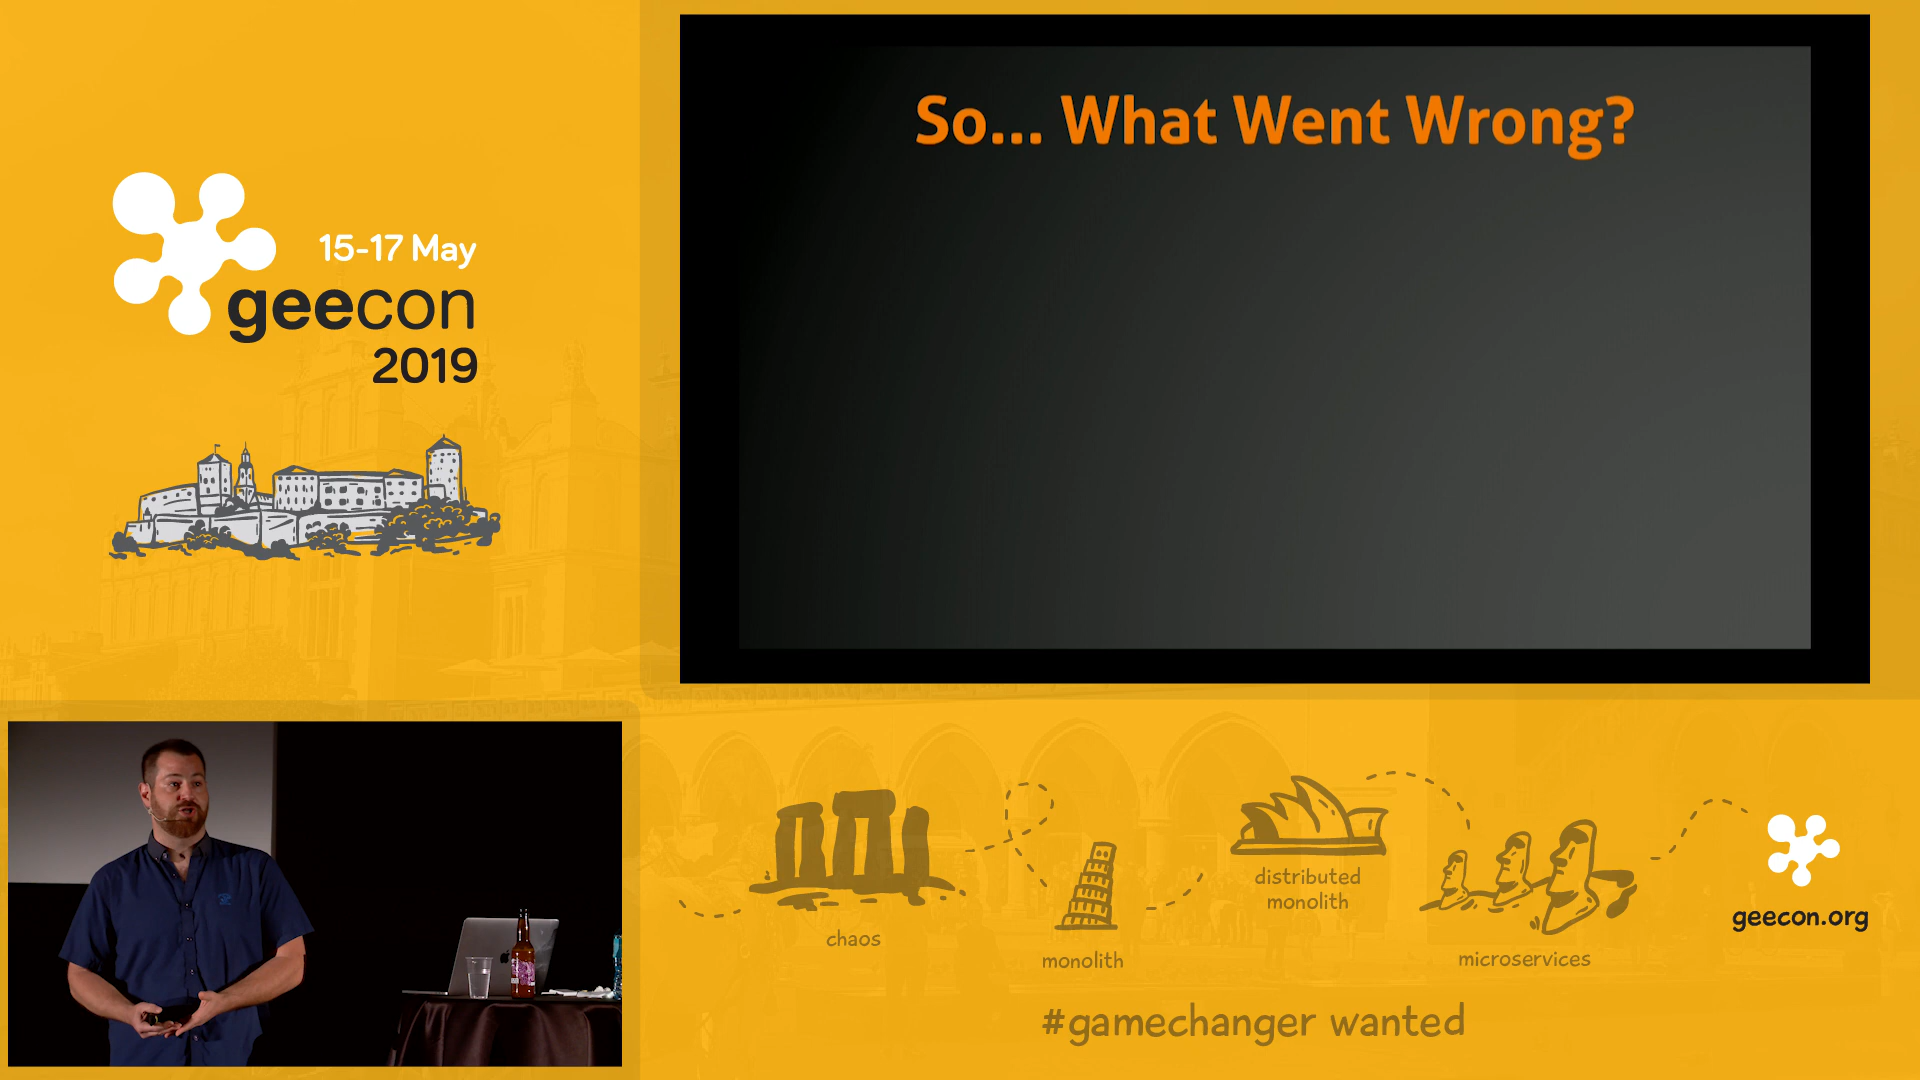 So... What Went Wrong?
15-17 May
geecon
2019
chaos
monolith
distributed
monolith
microservices
geecon.org
#gamechanger wanted